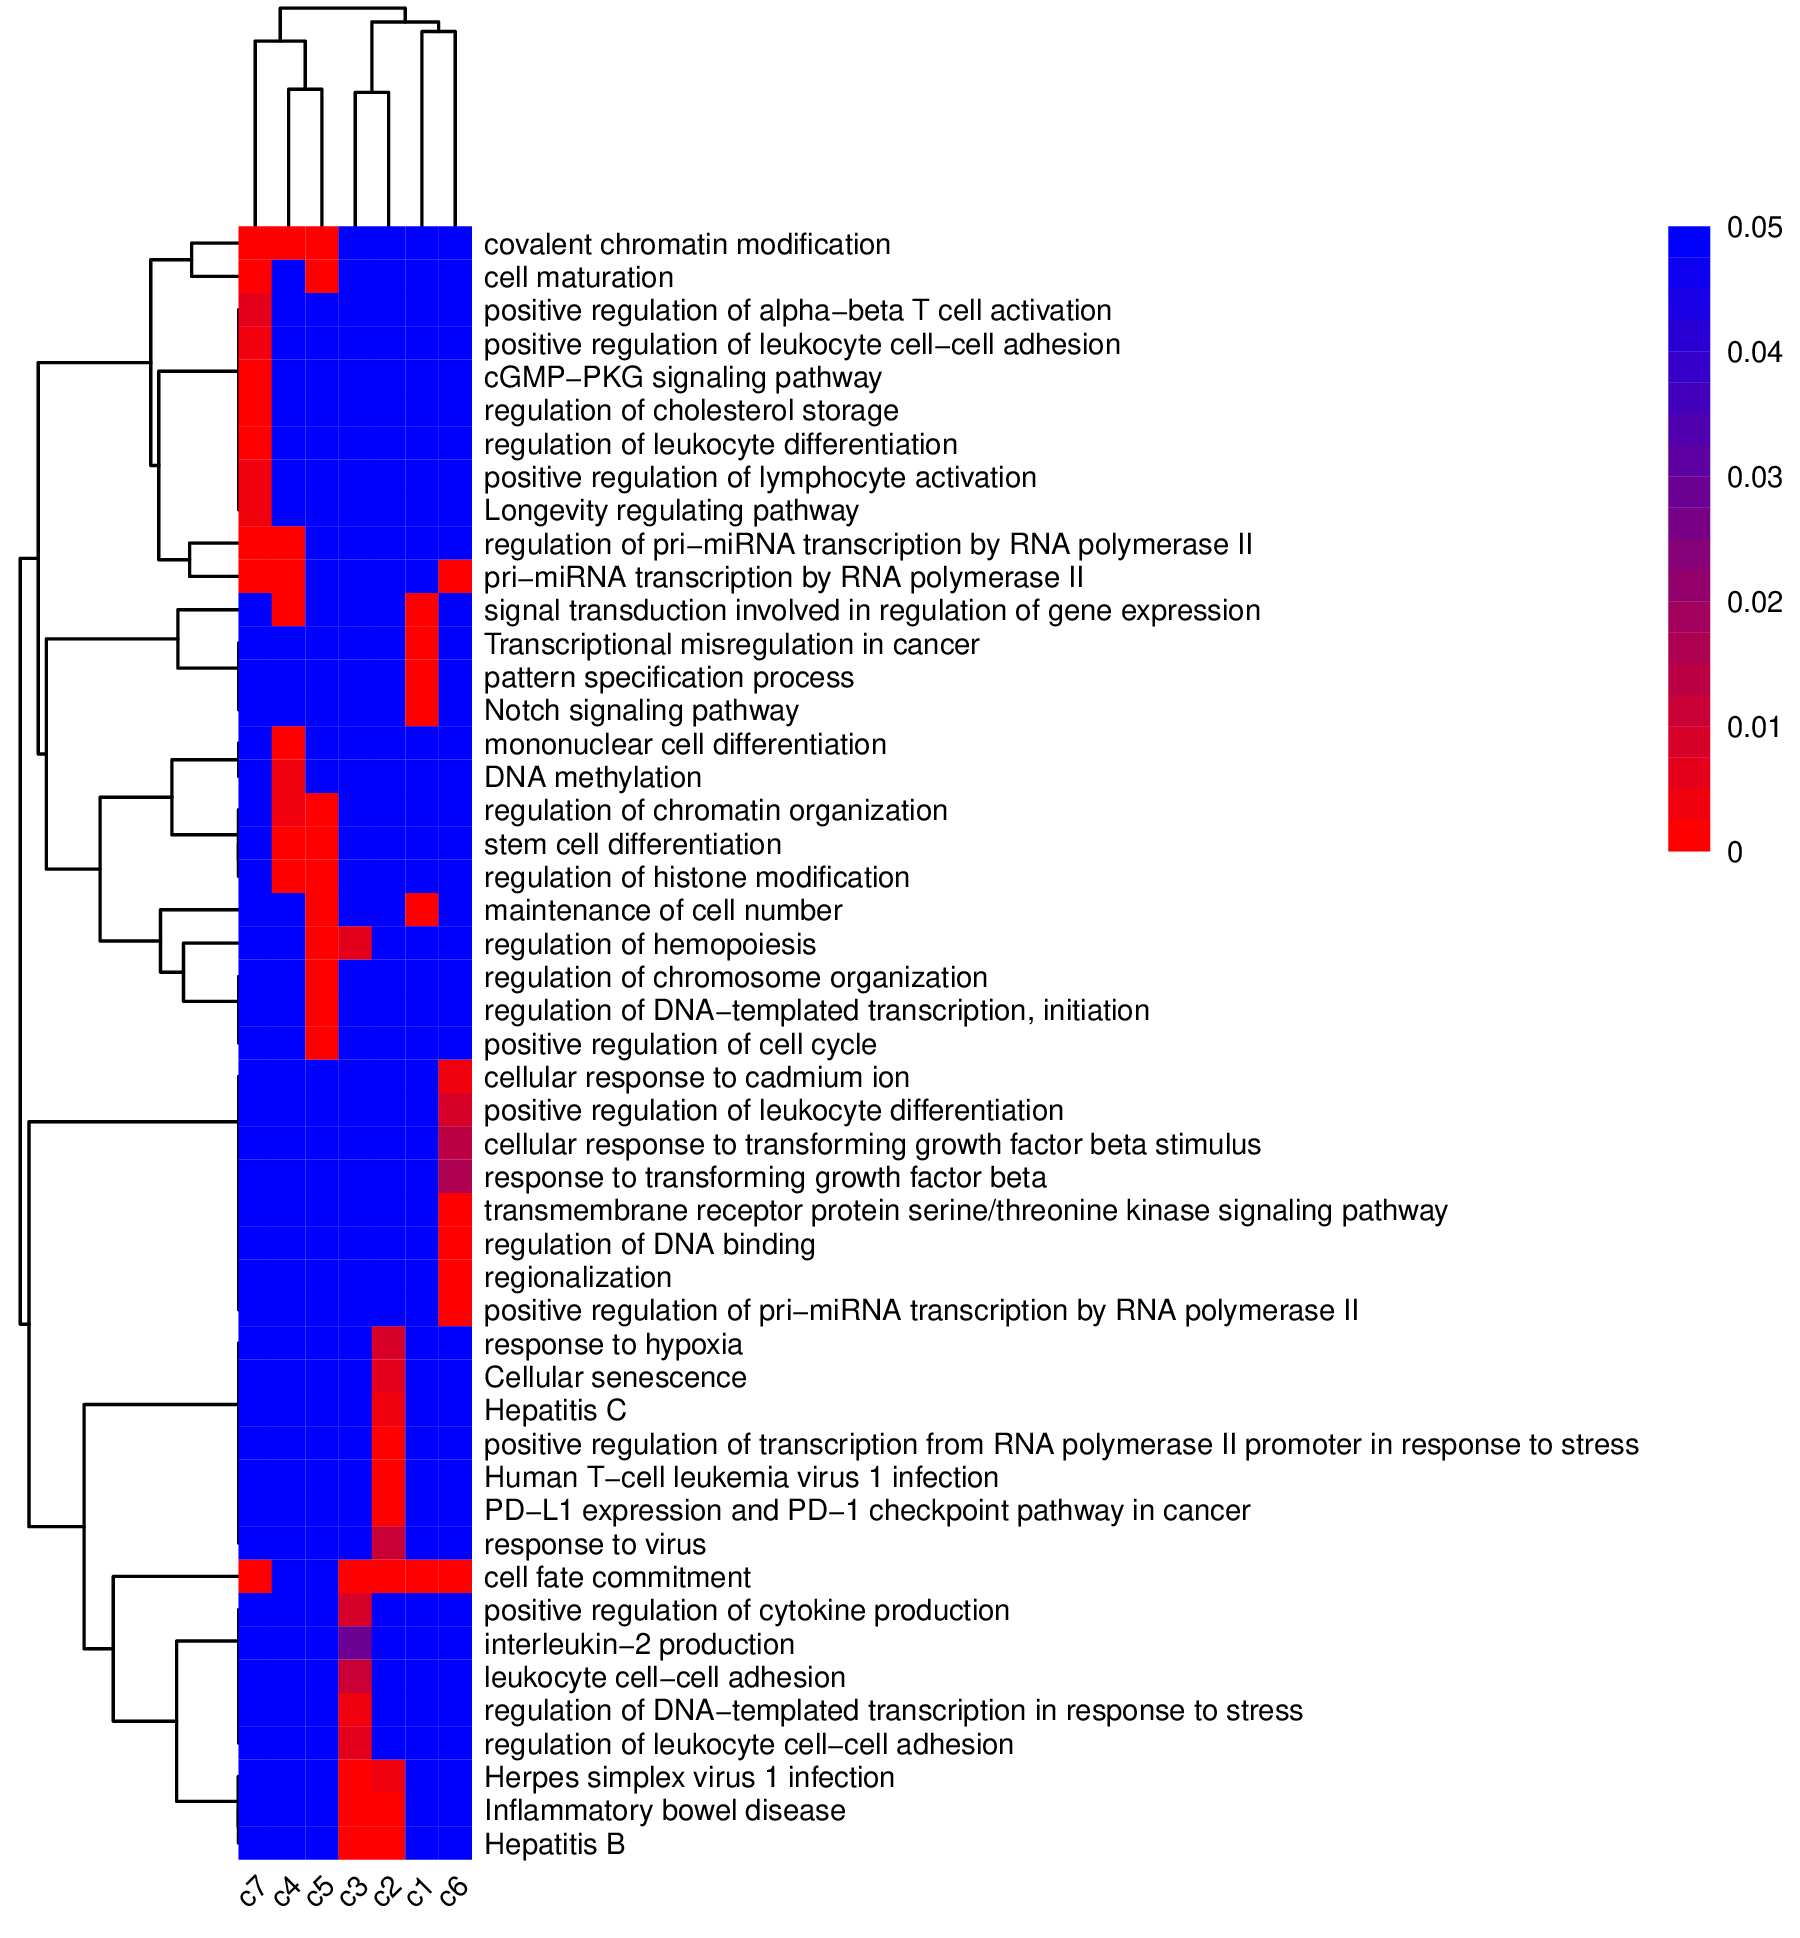 covalent chromatin modification
cell maturation
positive regulation of alpha−beta T cell activation
positive regulation of leukocyte cell−cell adhesion
cGMP−PKG signaling pathway
regulation of cholesterol storage
regulation of leukocyte differentiation
positive regulation of lymphocyte activation
Longevity regulating pathway
regulation of pri−miRNA transcription by RNA polymerase II
pri−miRNA transcription by RNA polymerase II
signal transduction involved in regulation of gene expression
Transcriptional misregulation in cancer
pattern specification process
Notch signaling pathway
mononuclear cell differentiation
DNA methylation
regulation of chromatin organization
stem cell differentiation
regulation of histone modification
maintenance of cell number
regulation of hemopoiesis
regulation of chromosome organization
regulation of DNA−templated transcription, initiation
positive regulation of cell cycle
cellular response to cadmium ion
positive regulation of leukocyte differentiation
cellular response to transforming growth factor beta stimulus
response to transforming growth factor beta
transmembrane receptor protein serine/threonine kinase signaling pathway
regulation of DNA binding
regionalization
positive regulation of pri−miRNA transcription by RNA polymerase II
response to hypoxia
Cellular senescence
Hepatitis C
positive regulation of transcription from RNA polymerase II promoter in response to stress
Human T−cell leukemia virus 1 infection
PD−L1 expression and PD−1 checkpoint pathway in cancer
response to virus
cell fate commitment
positive regulation of cytokine production
interleukin−2 production
leukocyte cell−cell adhesion
regulation of DNA−templated transcription in response to stress
regulation of leukocyte cell−cell adhesion
Herpes simplex virus 1 infection
Inflammatory bowel disease
Hepatitis B
c7 c4 c5 c3 c2 c1 c6
0.05
0.04
0.03
0.02
0.01
0